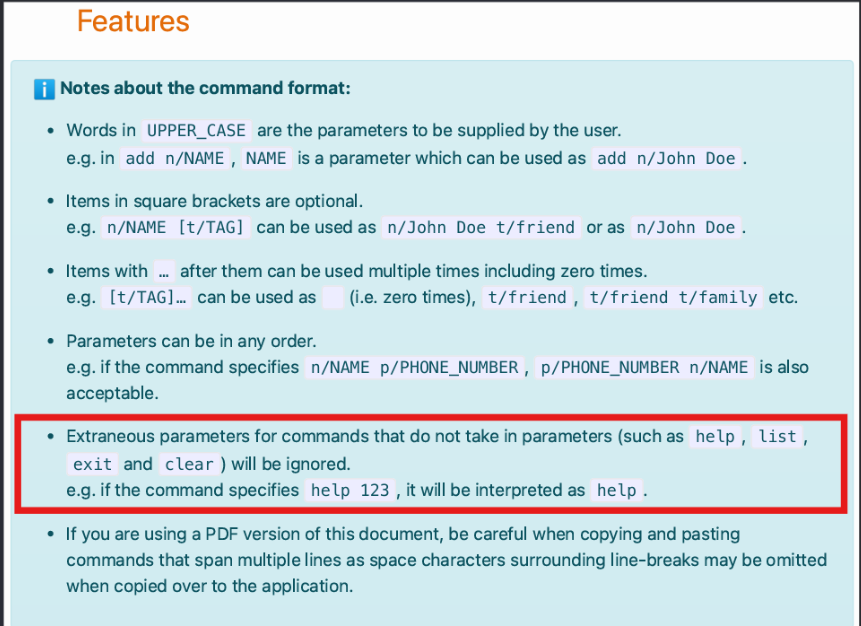 Features
Notes about the command format:
• Words in UPPER_CASE are the parameters to be supplied by the user.
e.g. in add n/NAME, NAME is a parameter which can be used as add n/John Doe.
• Items in square brackets are optional.
e.g. n/NAME [t/TAG] can be used as n/John Doe t/friend or as n/John Doe.
• Items with … after them can be used multiple times including zero times.
e.g. [t/TAG]… can be used as   (i.e. zero times), t/friend, t/friend t/family etc.
• Parameters can be in any order.
e.g. if the command specifies n/NAME p/PHONE_NUMBER, p/PHONE_NUMBER n/NAME is also
acceptable.
• Extraneous parameters for commands that do not take in parameters (such as help, list,
exit and clear) will be ignored.
e.g. if the command specifies help 123, it will be interpreted as help.
• If you are using a PDF version of this document, be careful when copying and pasting
commands that span multiple lines as space characters surrounding line-breaks may be omitted
when copied over to the application.